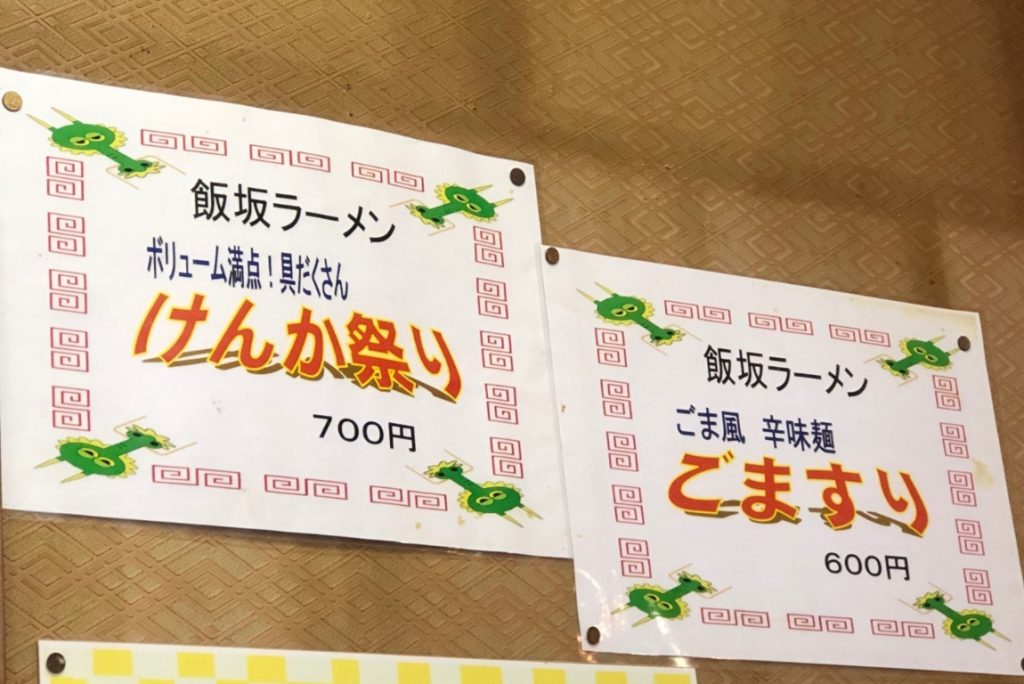 飯坂ラーメン
ボリューム満点！具だくさん
けんか祭り
700円
飯坂ラーメン
ごま風 辛味麺
ごますり
600円